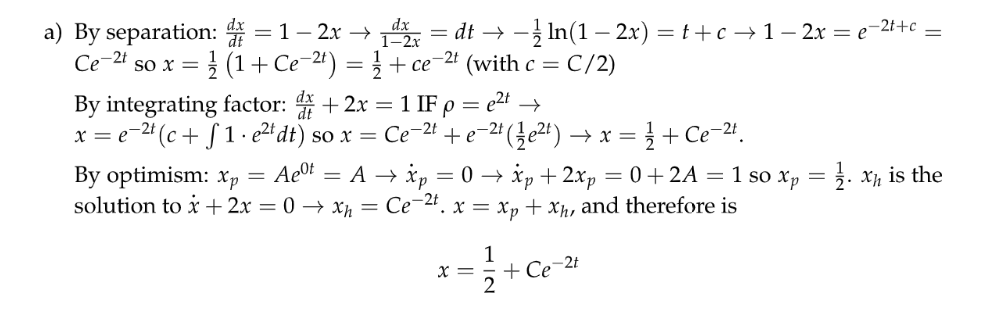 a) By separation: dx/dt = 1 − 2x → dx/(1−2x) = dt → −½ ln(1 − 2x) = t + c → 1 − 2x = e^{−2t+c} =
Ce^{−2t} so x = ½ (1 + Ce^{−2t}) = ½ + ce^{−2t} (with c = C/2)
By integrating factor: dx/dt + 2x = 1 IF ρ = e^{2t} →
x = e^{−2t}(c + ∫ 1 · e^{2t}dt) so x = Ce^{−2t} + e^{−2t}(½e^{2t}) → x = ½ + Ce^{−2t}.
By optimism: x_p = Ae^{0t} = A → ẋ_p = 0 → ẋ_p + 2x_p = 0 + 2A = 1 so x_p = ½. x_h is the
solution to ẋ + 2x = 0 → x_h = Ce^{−2t}. x = x_p + x_h, and therefore is
x = 1/2 + Ce^{−2t}